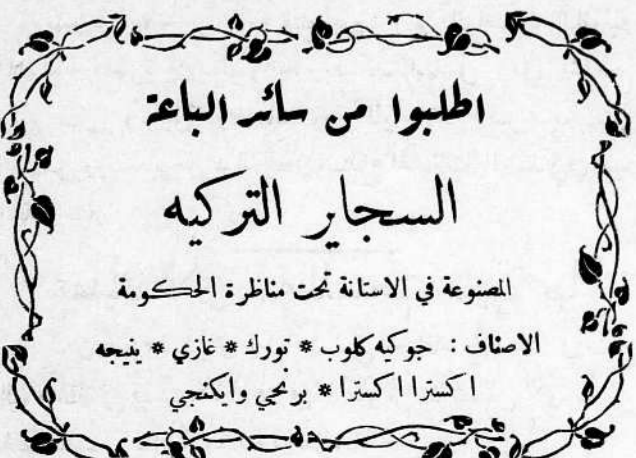 اطلبوا من سائر الباعة
السجاير التركيه
المصنوعة في الاستانة تحت مناظرة الحكومة
الاصناف : جوكيه كلوب * تورك * غازي * ينيجه
اكسترا اكسترا * برنجي وايكنجي